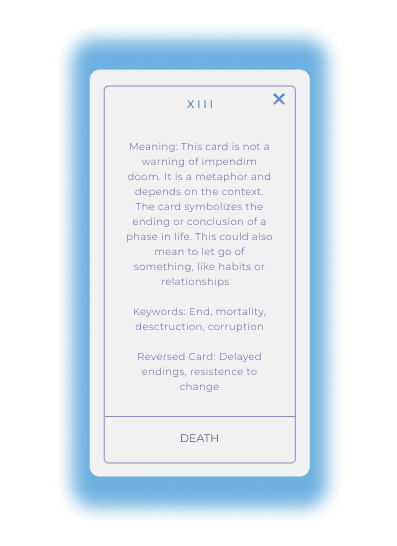 XIII
Meaning: This card is not a
warning of impendim
doom. It is a metaphor and
depends on the context.
The card symbolizes the
ending or conclusion of a
phase in life. This could also
mean to let go of
something, like habits or
relationships
Keywords: End, mortality,
desctruction, corruption
Reversed Card: Delayed
endings, resistence to
change
DEATH